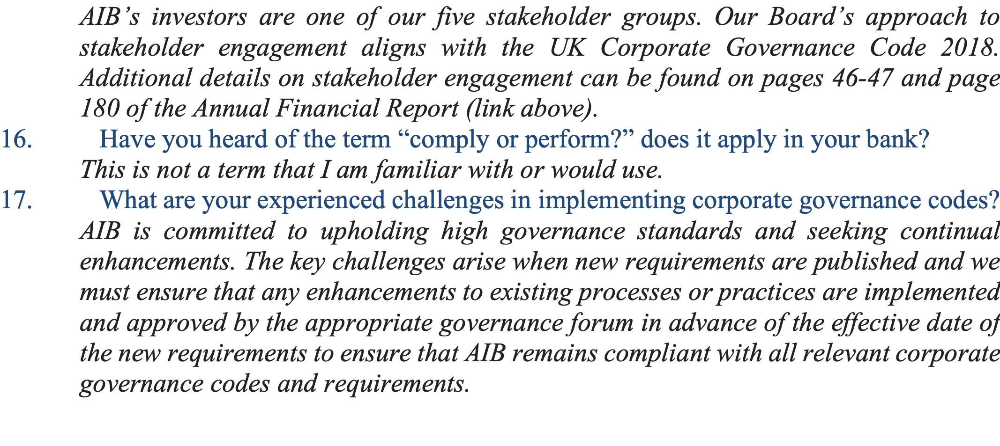 AIB’s investors are one of our five stakeholder groups. Our Board’s approach to
stakeholder engagement aligns with the UK Corporate Governance Code 2018.
Additional details on stakeholder engagement can be found on pages 46-47 and page
180 of the Annual Financial Report (link above).
16. Have you heard of the term “comply or perform?” does it apply in your bank?
This is not a term that I am familiar with or would use.
17. What are your experienced challenges in implementing corporate governance codes?
AIB is committed to upholding high governance standards and seeking continual
enhancements. The key challenges arise when new requirements are published and we
must ensure that any enhancements to existing processes or practices are implemented
and approved by the appropriate governance forum in advance of the effective date of
the new requirements to ensure that AIB remains compliant with all relevant corporate
governance codes and requirements.